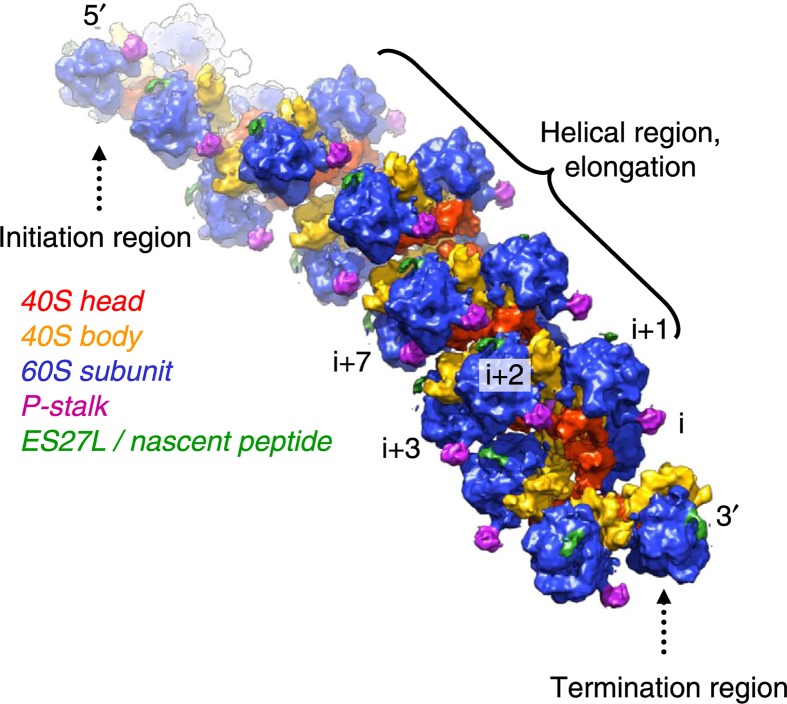 5′
Helical region,
elongation
Initiation region
40S head
40S body
60S subunit
P-stalk
ES27L / nascent peptide
i+1
i+7
i+2
i
i+3
3′
Termination region